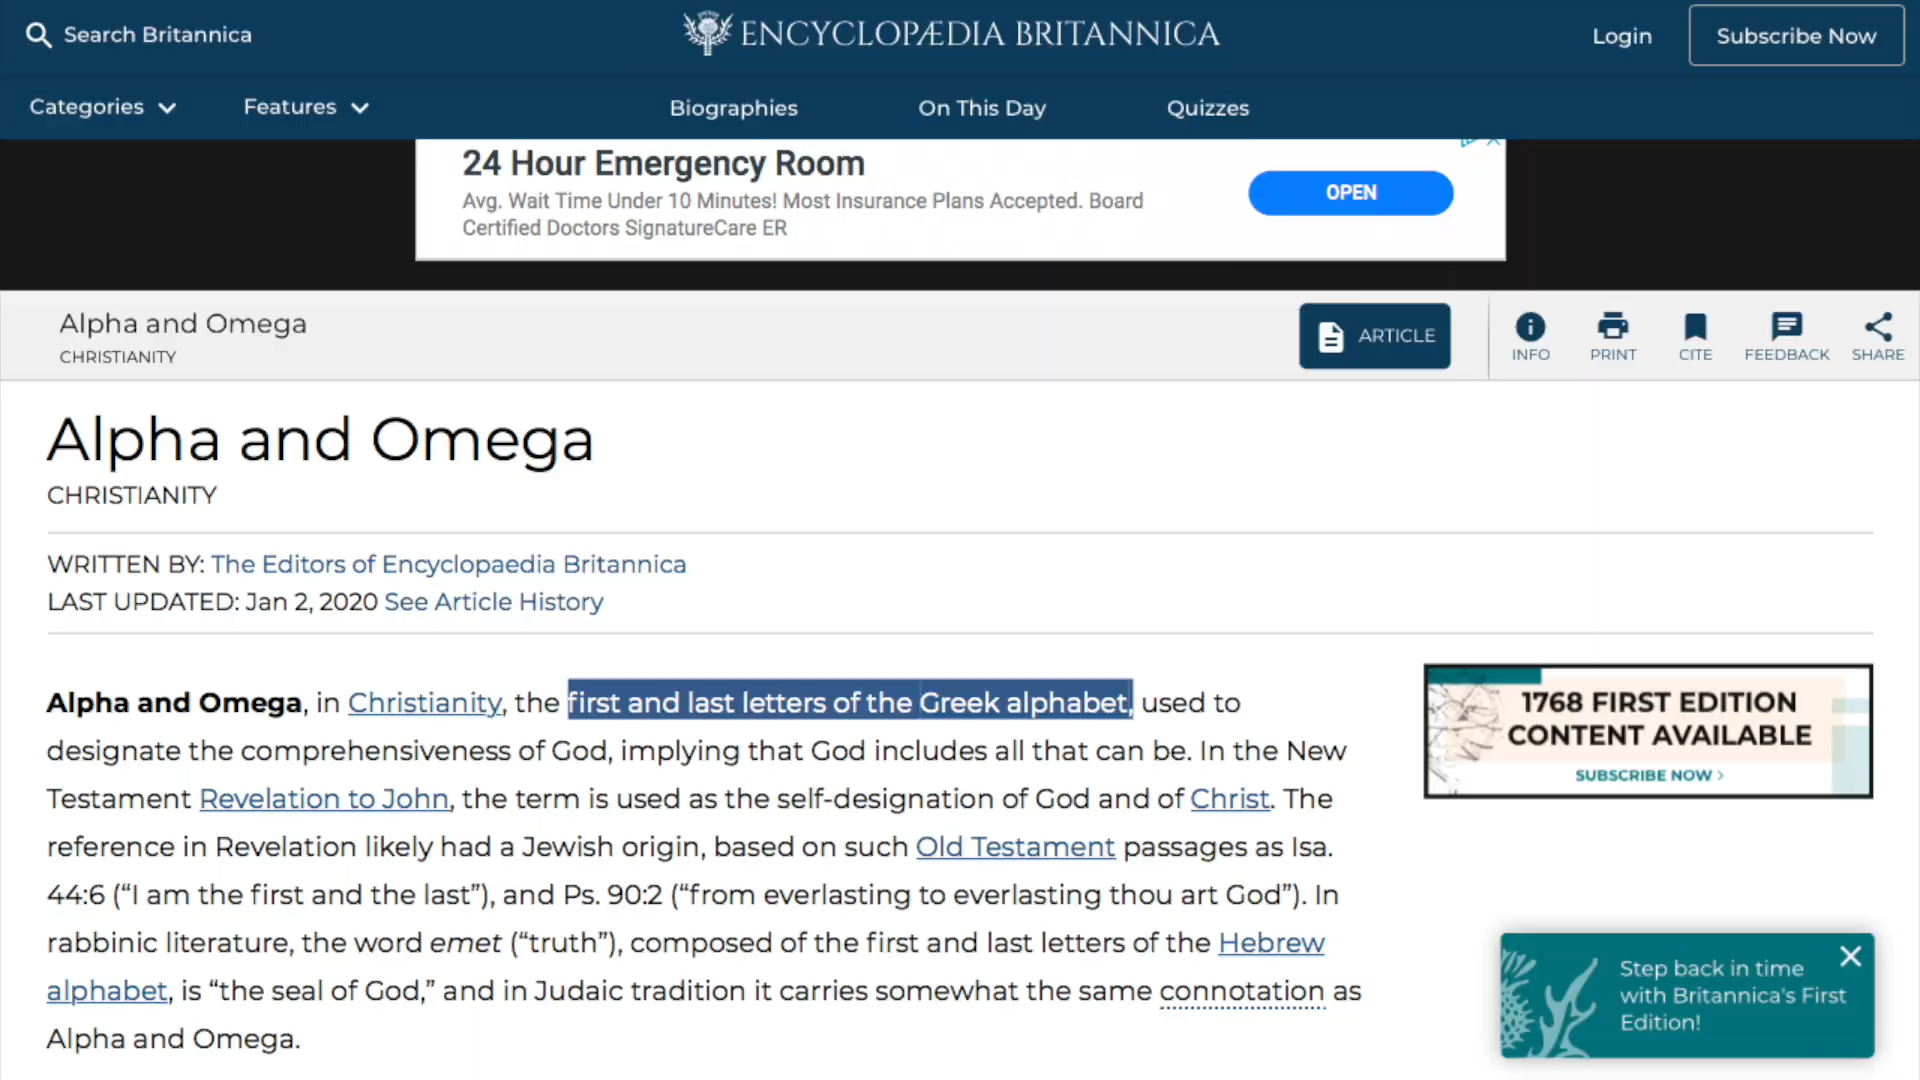 Search Britannica
ENCYCLOPÆDIA BRITANNICA
Login
Subscribe Now
Categories
Features
Biographies
On This Day
Quizzes
24 Hour Emergency Room
Avg. Wait Time Under 10 Minutes! Most Insurance Plans Accepted. Board
Certified Doctors SignatureCare ER
OPEN
Alpha and Omega
CHRISTIANITY
ARTICLE
INFO
PRINT
CITE
FEEDBACK
SHARE
Alpha and Omega
CHRISTIANITY
WRITTEN BY: The Editors of Encyclopaedia Britannica
LAST UPDATED: Jan 2, 2020 See Article History
Alpha and Omega, in Christianity, the first and last letters of the Greek alphabet, used to
designate the comprehensiveness of God, implying that God includes all that can be. In the New
Testament Revelation to John, the term is used as the self-designation of God and of Christ. The
reference in Revelation likely had a Jewish origin, based on such Old Testament passages as Isa.
44:6 (“I am the first and the last”), and Ps. 90:2 (“from everlasting to everlasting thou art God”). In
rabbinic literature, the word emet (“truth”), composed of the first and last letters of the Hebrew
alphabet, is “the seal of God,” and in Judaic tradition it carries somewhat the same connotation as
Alpha and Omega.
1768 FIRST EDITION
CONTENT AVAILABLE
SUBSCRIBE NOW >
Step back in time
with Britannica's First
Edition!